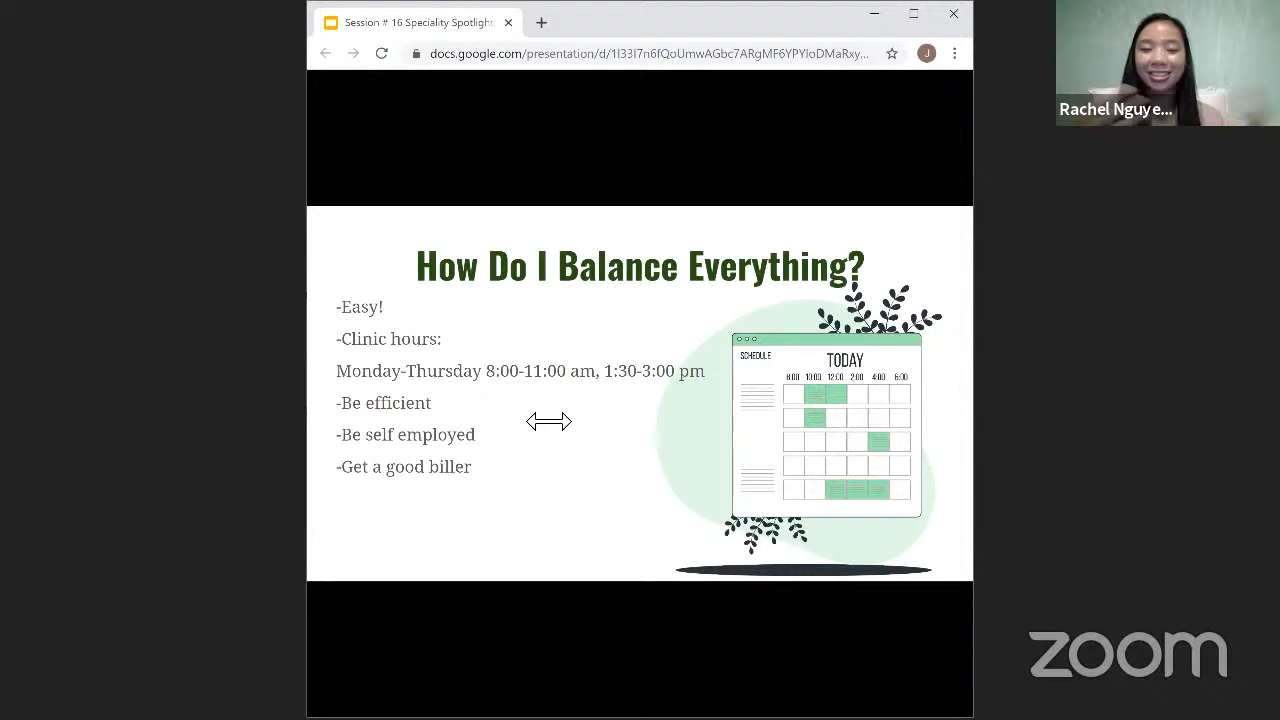 Session # 16 Speciality Spotlight:
docs.google.com/presentation/d/1I33I7n6fQoUmwAGbc7ARgMF6YPYIoDMaRxy...
J
Rachel Nguye...
How Do I Balance Everything?
-Easy!
-Clinic hours:
Monday-Thursday 8:00-11:00 am, 1:30-3:00 pm
-Be efficient
-Be self employed
-Get a good biller
SCHEDULE
TODAY
8:00 10:00 12:00 2:00 4:00 6:00
zoom